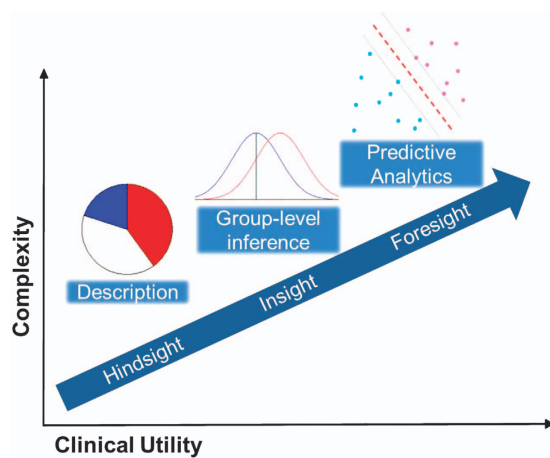 Predictive
Analytics
Group-level
inference
Description
Hindsight
Insight
Foresight
Complexity
Clinical Utility